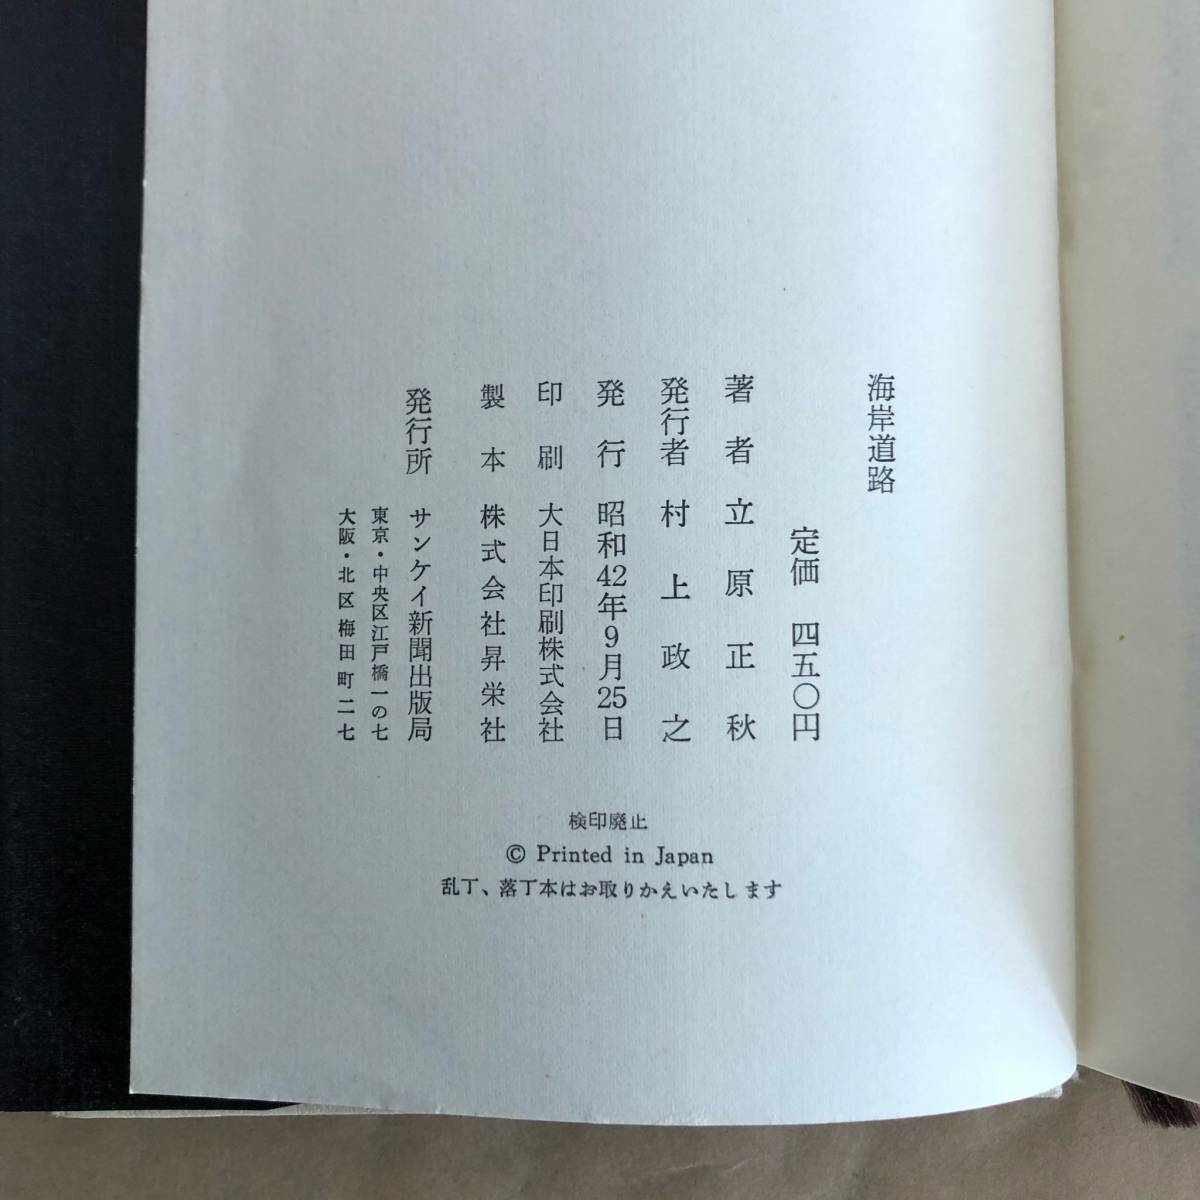 海岸道路
定価 四五〇円
著者 立原正秋
発行者 村上政之
発行 昭和42年9月25日
印刷 大日本印刷株式会社
製本 株式会社昇栄社
発行所 サンケイ新聞出版局
東京・中央区江戸橋一の七
大阪・北区梅田町二七
検印廃止
© Printed in Japan
乱丁、落丁本はお取りかえいたします